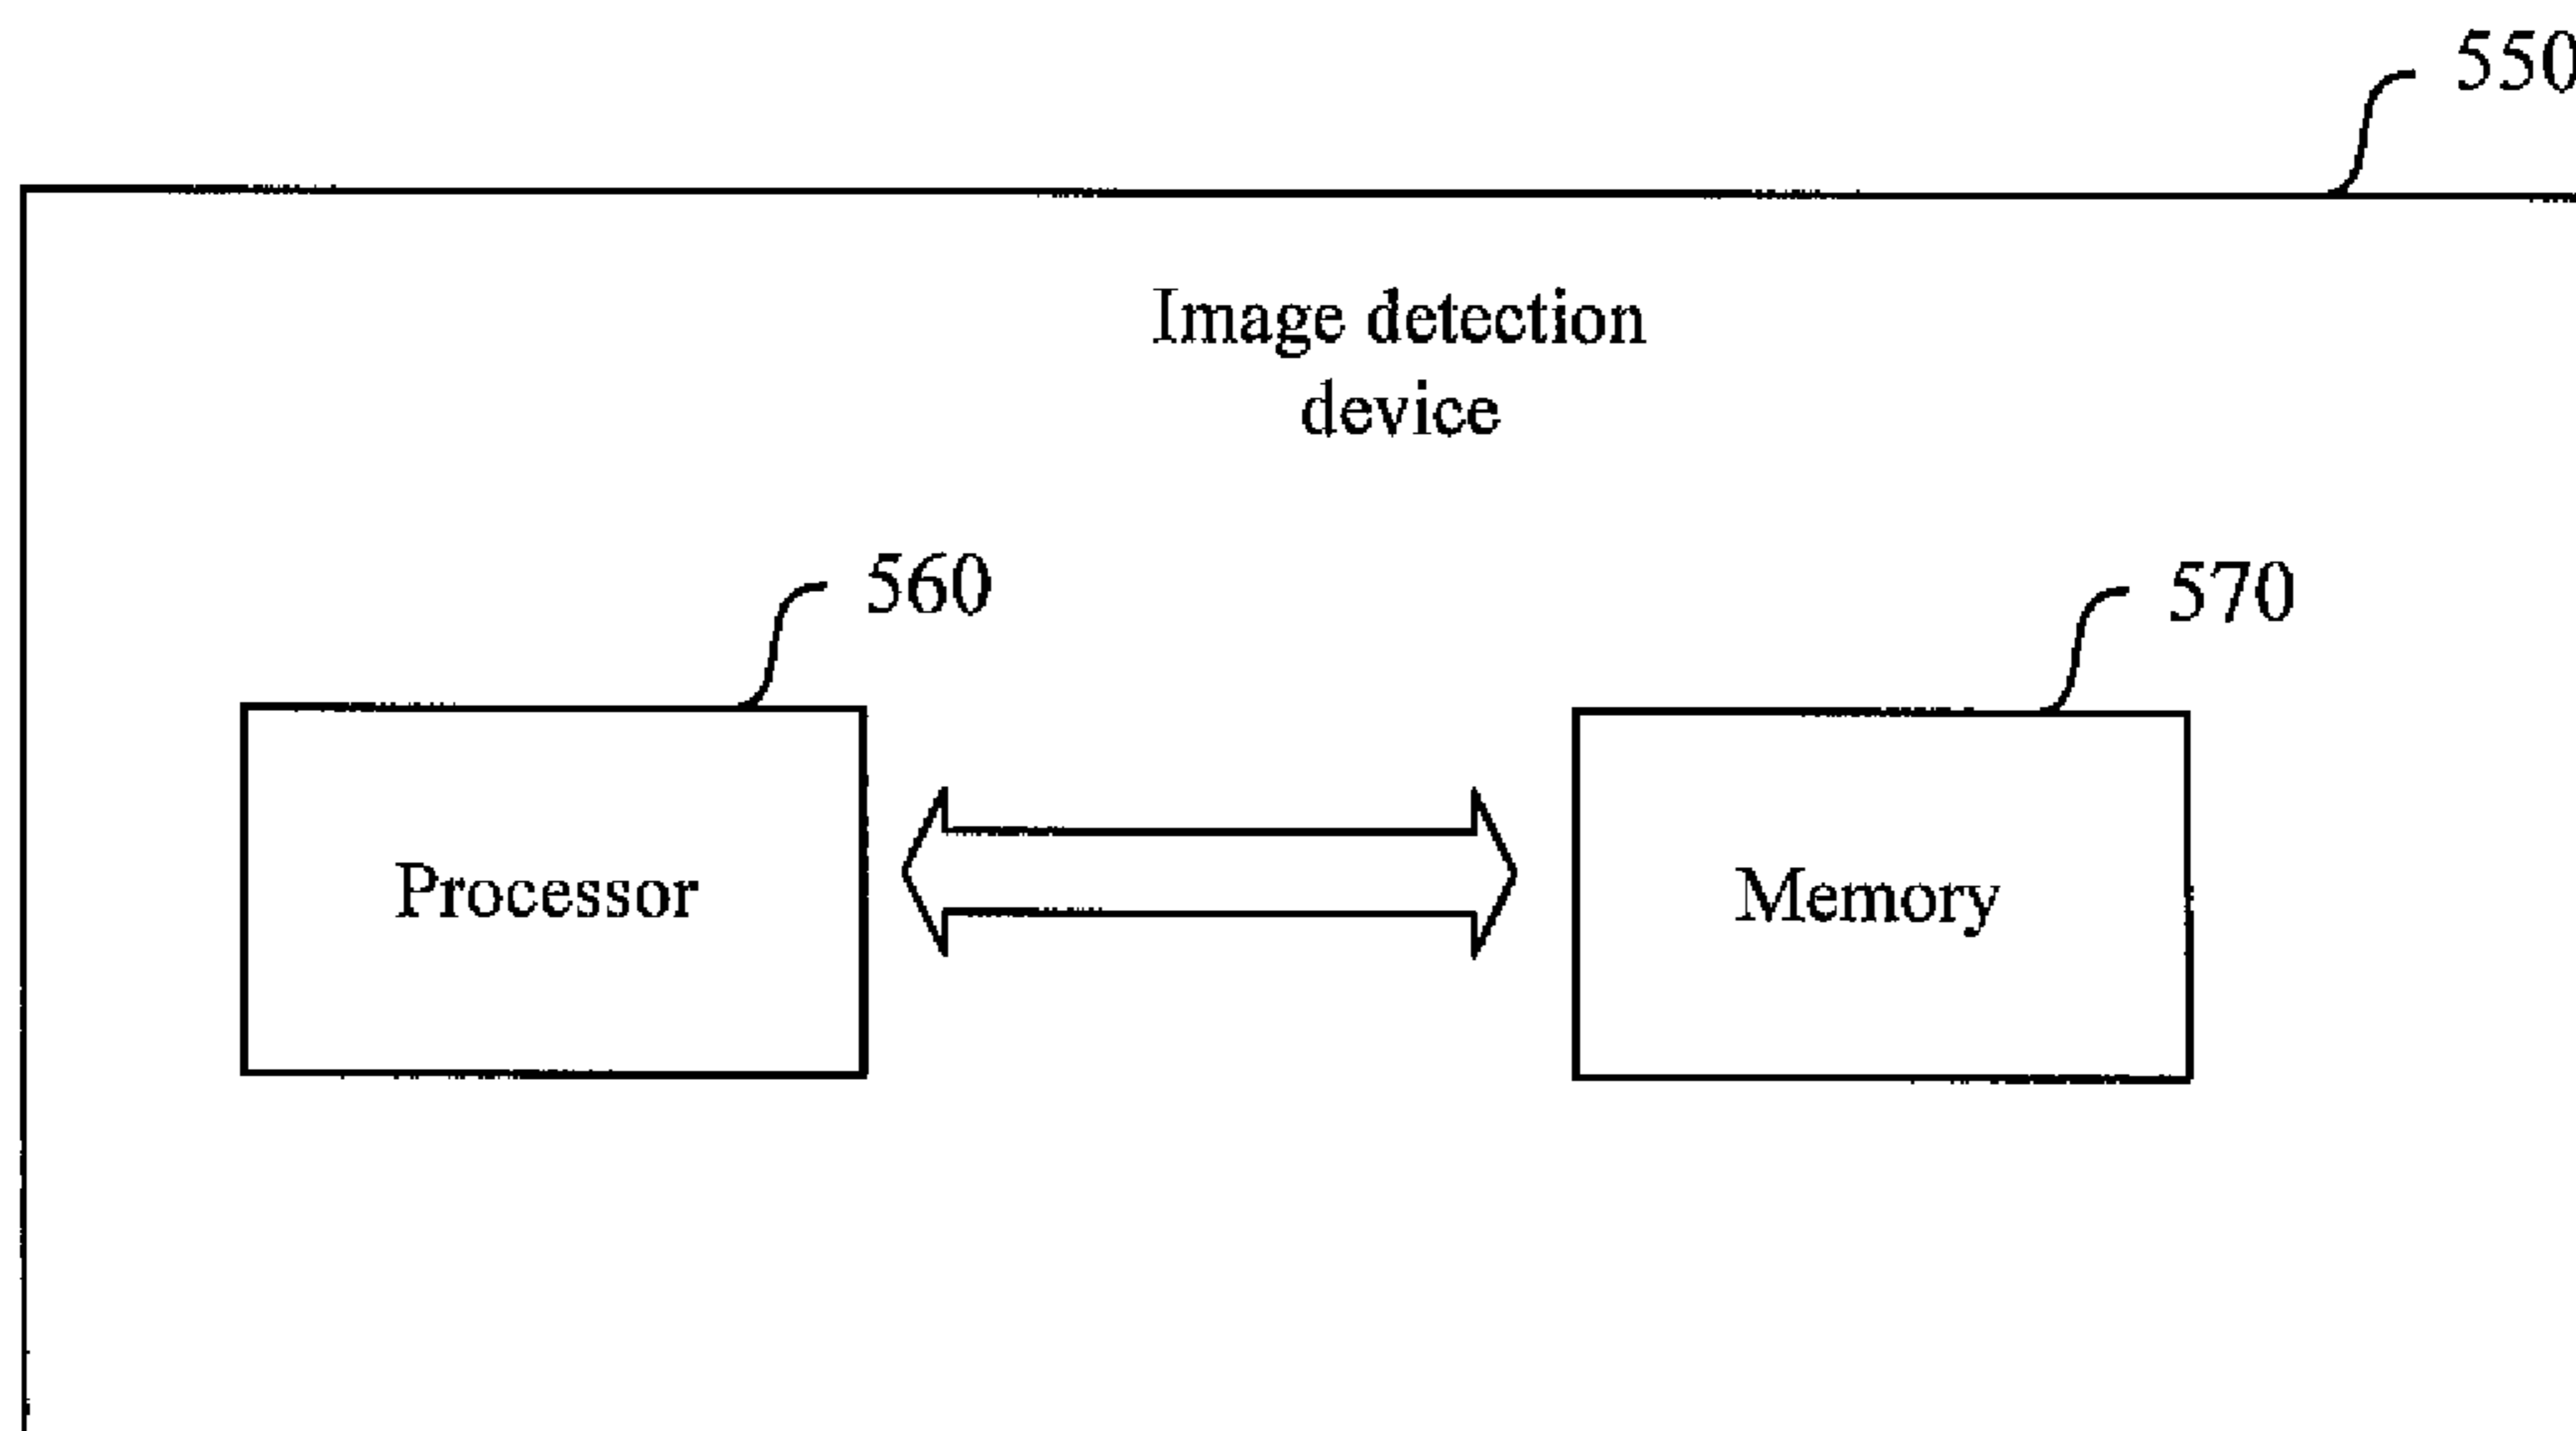 550
Image detection
device
560
570
Processor
Memory